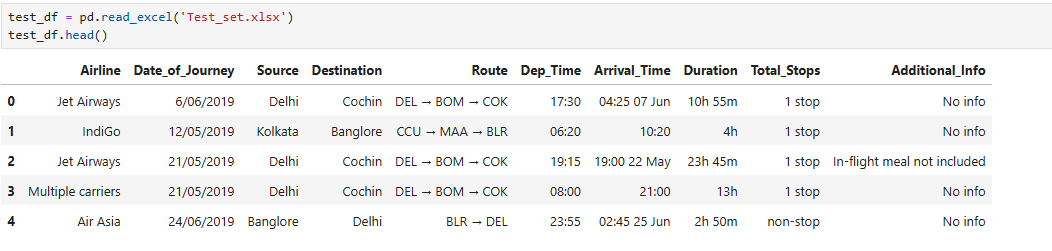 test_df = pd.read_excel('Test_set.xlsx')
test_df.head()
Airline Date_of_Journey Source Destination Route Dep_Time Arrival_Time Duration Total_Stops Additional_Info
0 Jet Airways 6/06/2019 Delhi Cochin DEL → BOM → COK 17:30 04:25 07 Jun 10h 55m 1 stop No info
1 IndiGo 12/05/2019 Kolkata Banglore CCU → MAA → BLR 06:20 10:20 4h 1 stop No info
2 Jet Airways 21/05/2019 Delhi Cochin DEL → BOM → COK 19:15 19:00 22 May 23h 45m 1 stop In-flight meal not included
3 Multiple carriers 21/05/2019 Delhi Cochin DEL → BOM → COK 08:00 21:00 13h 1 stop No info
4 Air Asia 24/06/2019 Banglore Delhi BLR → DEL 23:55 02:45 25 Jun 2h 50m non-stop No info